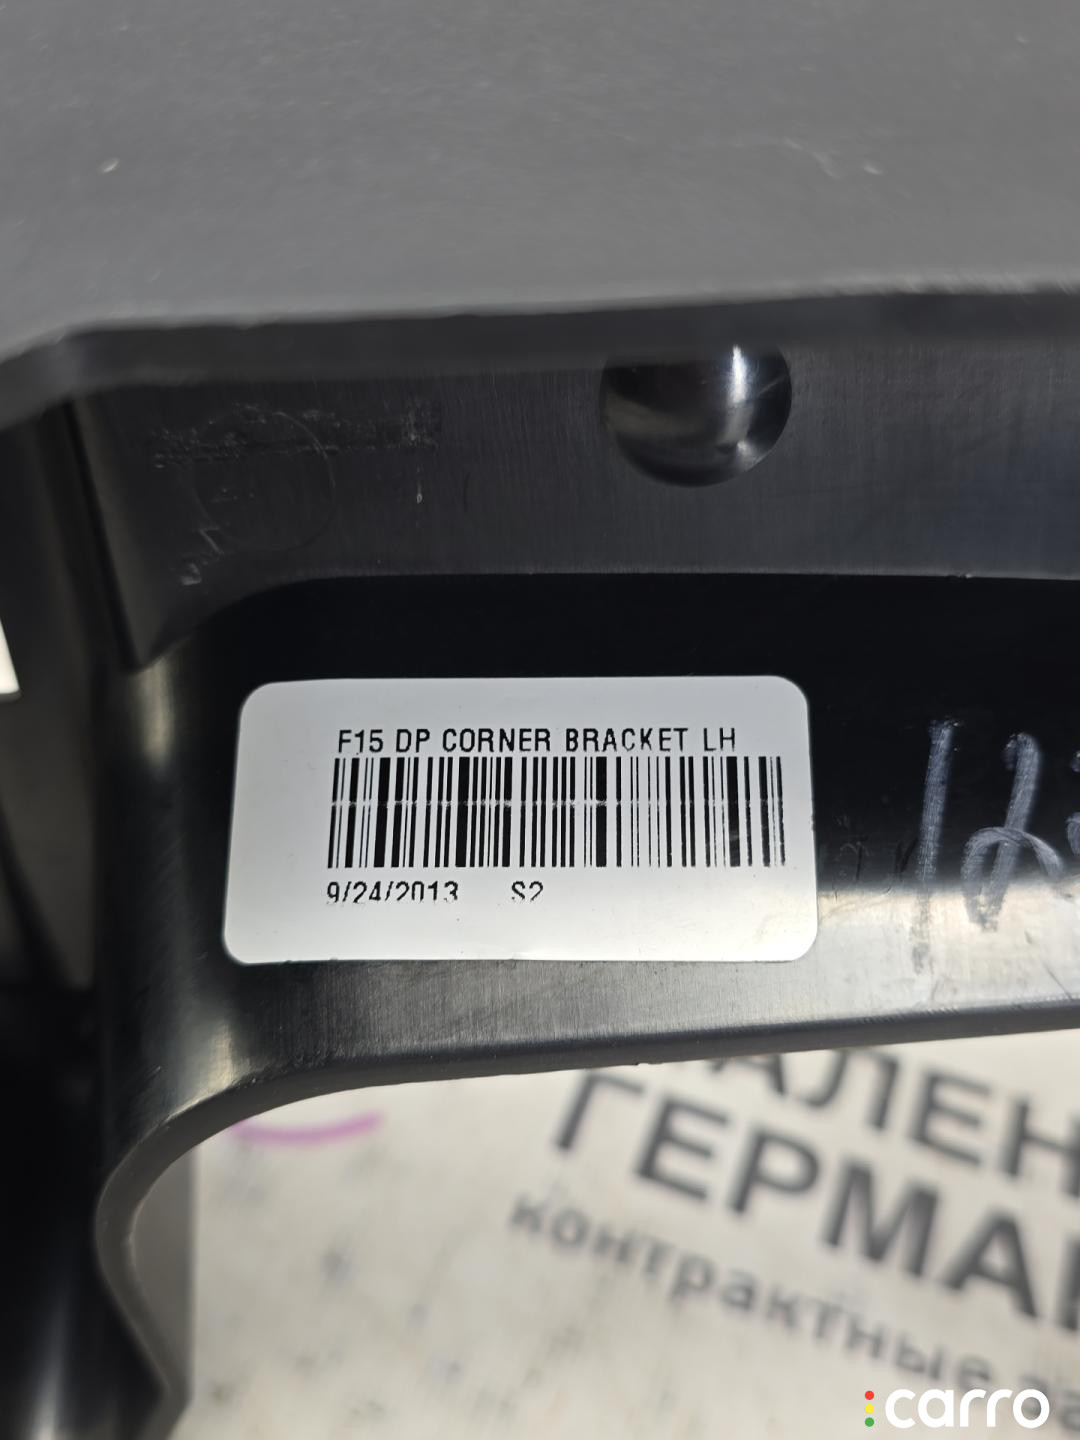 F15 DP CORNER BRACKET LH
9/24/2013 S2
ГЕРМА
контрактные
carro